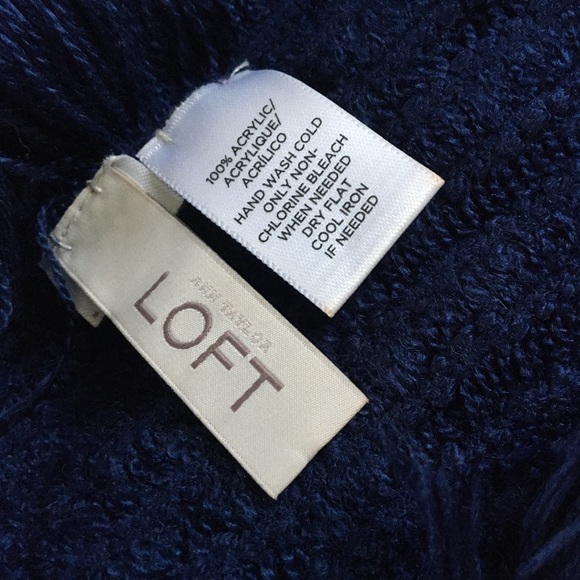 100% ACRYLIC/
ACRYLIQUE/
ACRÍLICO
HAND WASH COLD
ONLY NON-
CHLORINE BLEACH
WHEN NEEDED
DRY FLAT
COOL IRON
IF NEEDED
ANN TAYLOR
LOFT